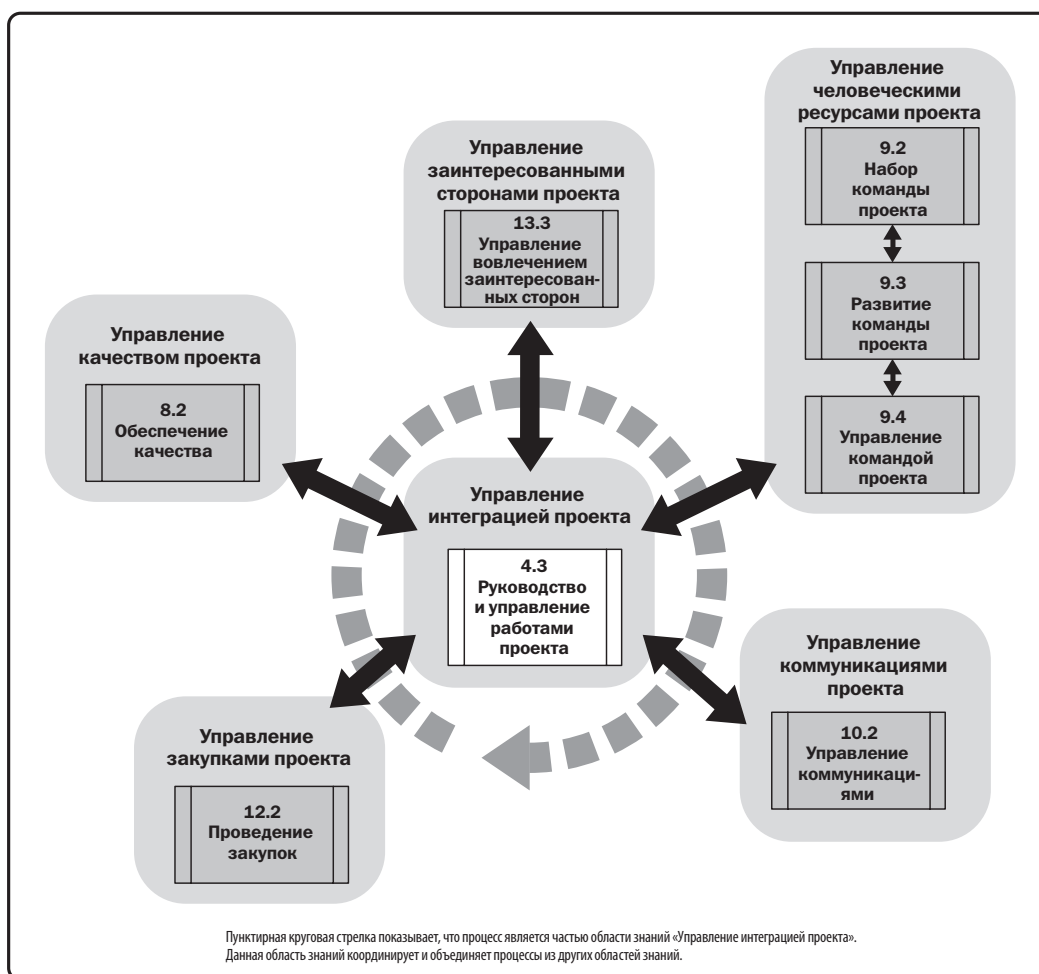 Управление
заинтересованными
сторонами проекта
13.3
Управление
вовлечением
заинтересован-
ных сторон
Управление
человеческими
ресурсами проекта
9.2
Набор
команды
проекта
9.3
Развитие
команды
проекта
9.4
Управление
командой
проекта
Управление
качеством проекта
8.2
Обеспечение
качества
Управление
интеграцией проекта
4.3
Руководство
и управление
работами
проекта
Управление
коммуникациями
проекта
10.2
Управление
коммуникаци-
ями
Управление
закупками проекта
12.2
Проведение
закупок
Пунктирная круговая стрелка показывает, что процесс является частью области знаний «Управление интеграцией проекта».
Данная область знаний координирует и объединяет процессы из других областей знаний.